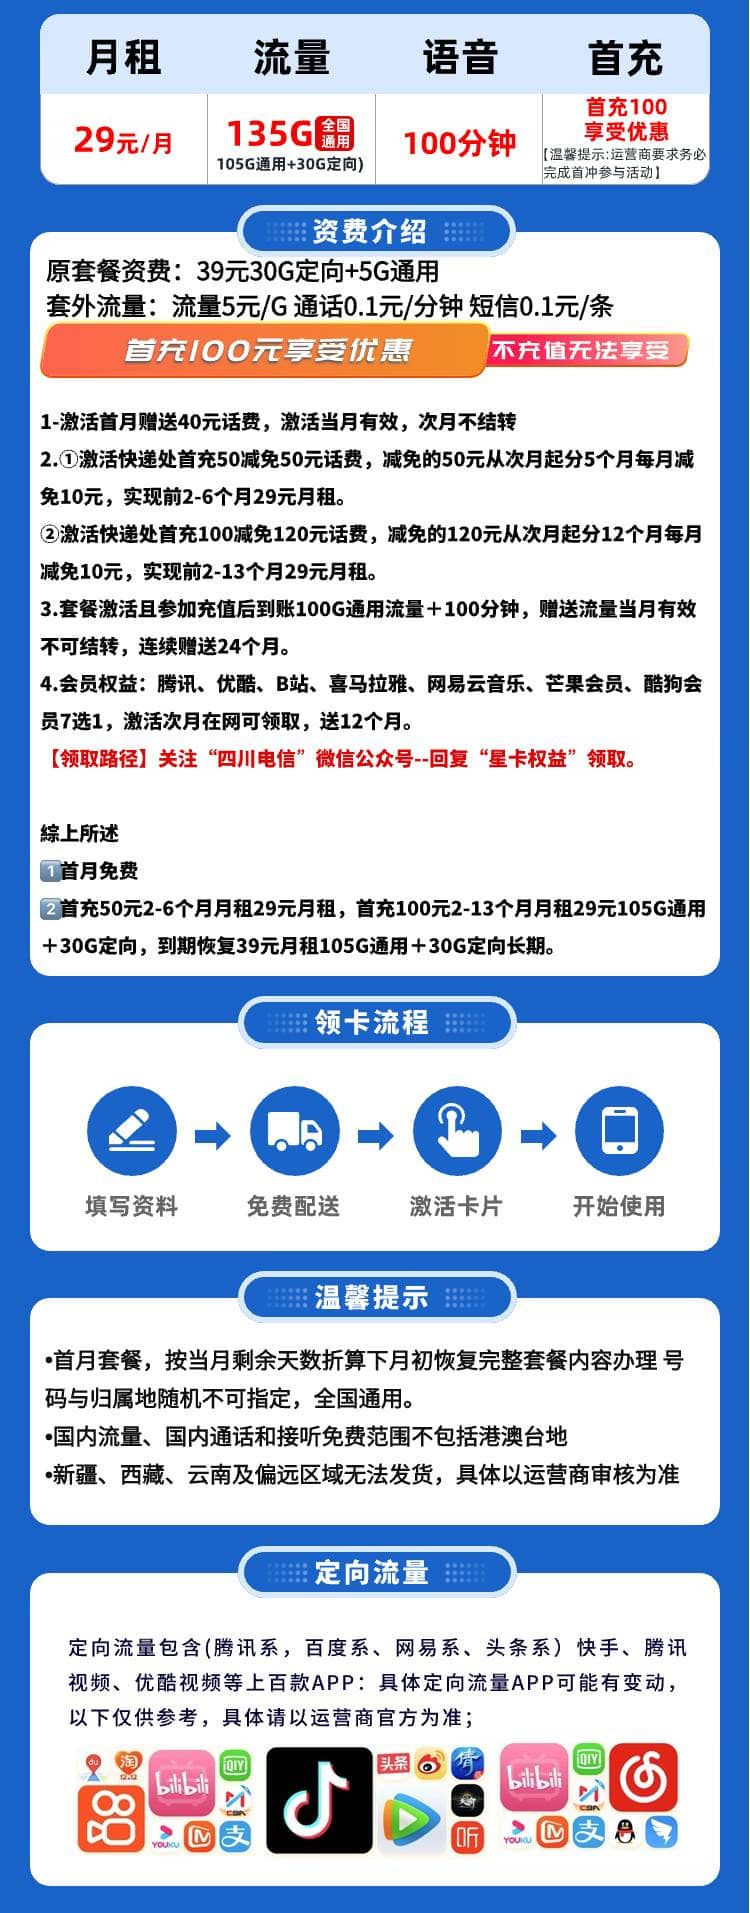 月租 流量 语音 首充
29元/月 135G 全国通用 100分钟 首充100
享受优惠
105G通用+30G定向)
【温馨提示:运营商要求务必
完成首冲参与活动】
资费介绍
原套餐资费：39元30G定向+5G通用
套外流量：流量5元/G 通话0.1元/分钟 短信0.1元/条
首充100元享受优惠 不充值无法享受
1-激活首月赠送40元话费，激活当月有效，次月不结转
2.①激活快递处首充50减免50元话费，减免的50元从次月起分5个月每月减
免10元，实现前2-6个月29元月租。
②激活快递处首充100减免120元话费，减免的120元从次月起分12个月每月
减免10元，实现前2-13个月29元月租。
3.套餐激活且参加充值后到账100G通用流量＋100分钟，赠送流量当月有效
不可结转，连续赠送24个月。
4.会员权益：腾讯、优酷、B站、喜马拉雅、网易云音乐、芒果会员、酷狗会
员7选1，激活次月在网可领取，送12个月。
【领取路径】关注“四川电信”微信公众号--回复“星卡权益”领取。
綜上所述
1首月免费
2首充50元2-6个月月租29元月租，首充100元2-13个月月租29元105G通用
＋30G定向，到期恢复39元月租105G通用＋30G定向长期。
领卡流程
填写资料 免费配送 激活卡片 开始使用
温馨提示
•首月套餐，按当月剩余天数折算下月初恢复完整套餐内容办理 号
码与归属地随机不可指定，全国通用。
•国内流量、国内通话和接听免费范围不包括港澳台地
•新疆、西藏、云南及偏远区域无法发货，具体以运营商审核为准
定向流量
定向流量包含(腾讯系，百度系、网易系、头条系）快手、腾讯
视频、优酷视频等上百款APP：具体定向流量APP可能有变动，
以下仅供参考，具体请以运营商官方为准；
du 淘 12.12 bilibili QIY CBA YOUKU 支
头条 倩 听
bilibili QIY CBA YOUKU 支